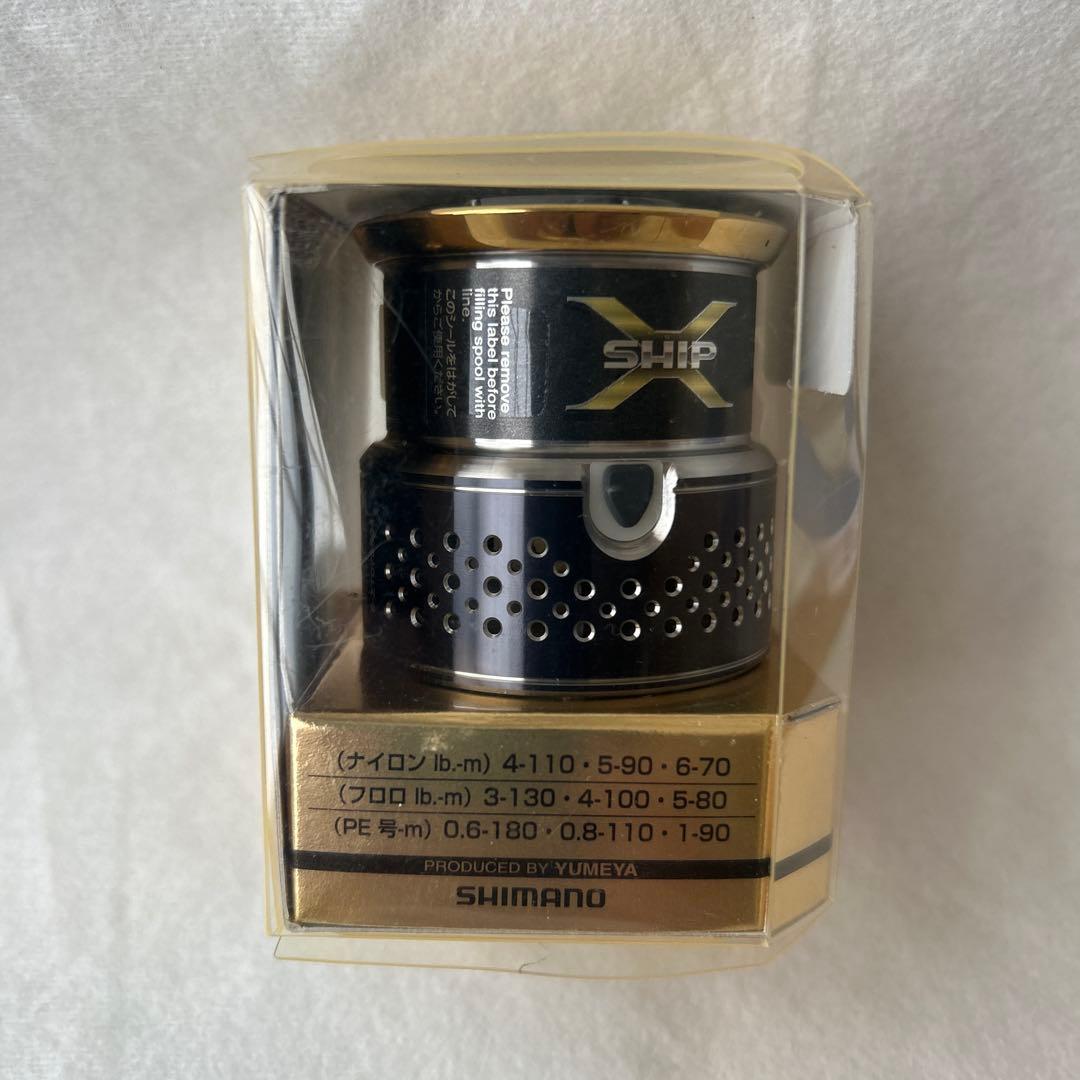 X
SHIP
Please remove
this label before
filling spool with
line.
このシールをはがして
からご使用ください。
(ナイロン lb.-m) 4-110・5-90・6-70
(フロロ lb.-m) 3-130・4-100・5-80
(PE 号-m) 0.6-180・0.8-110・1-90
PRODUCED BY YUMEYA
SHIMANO